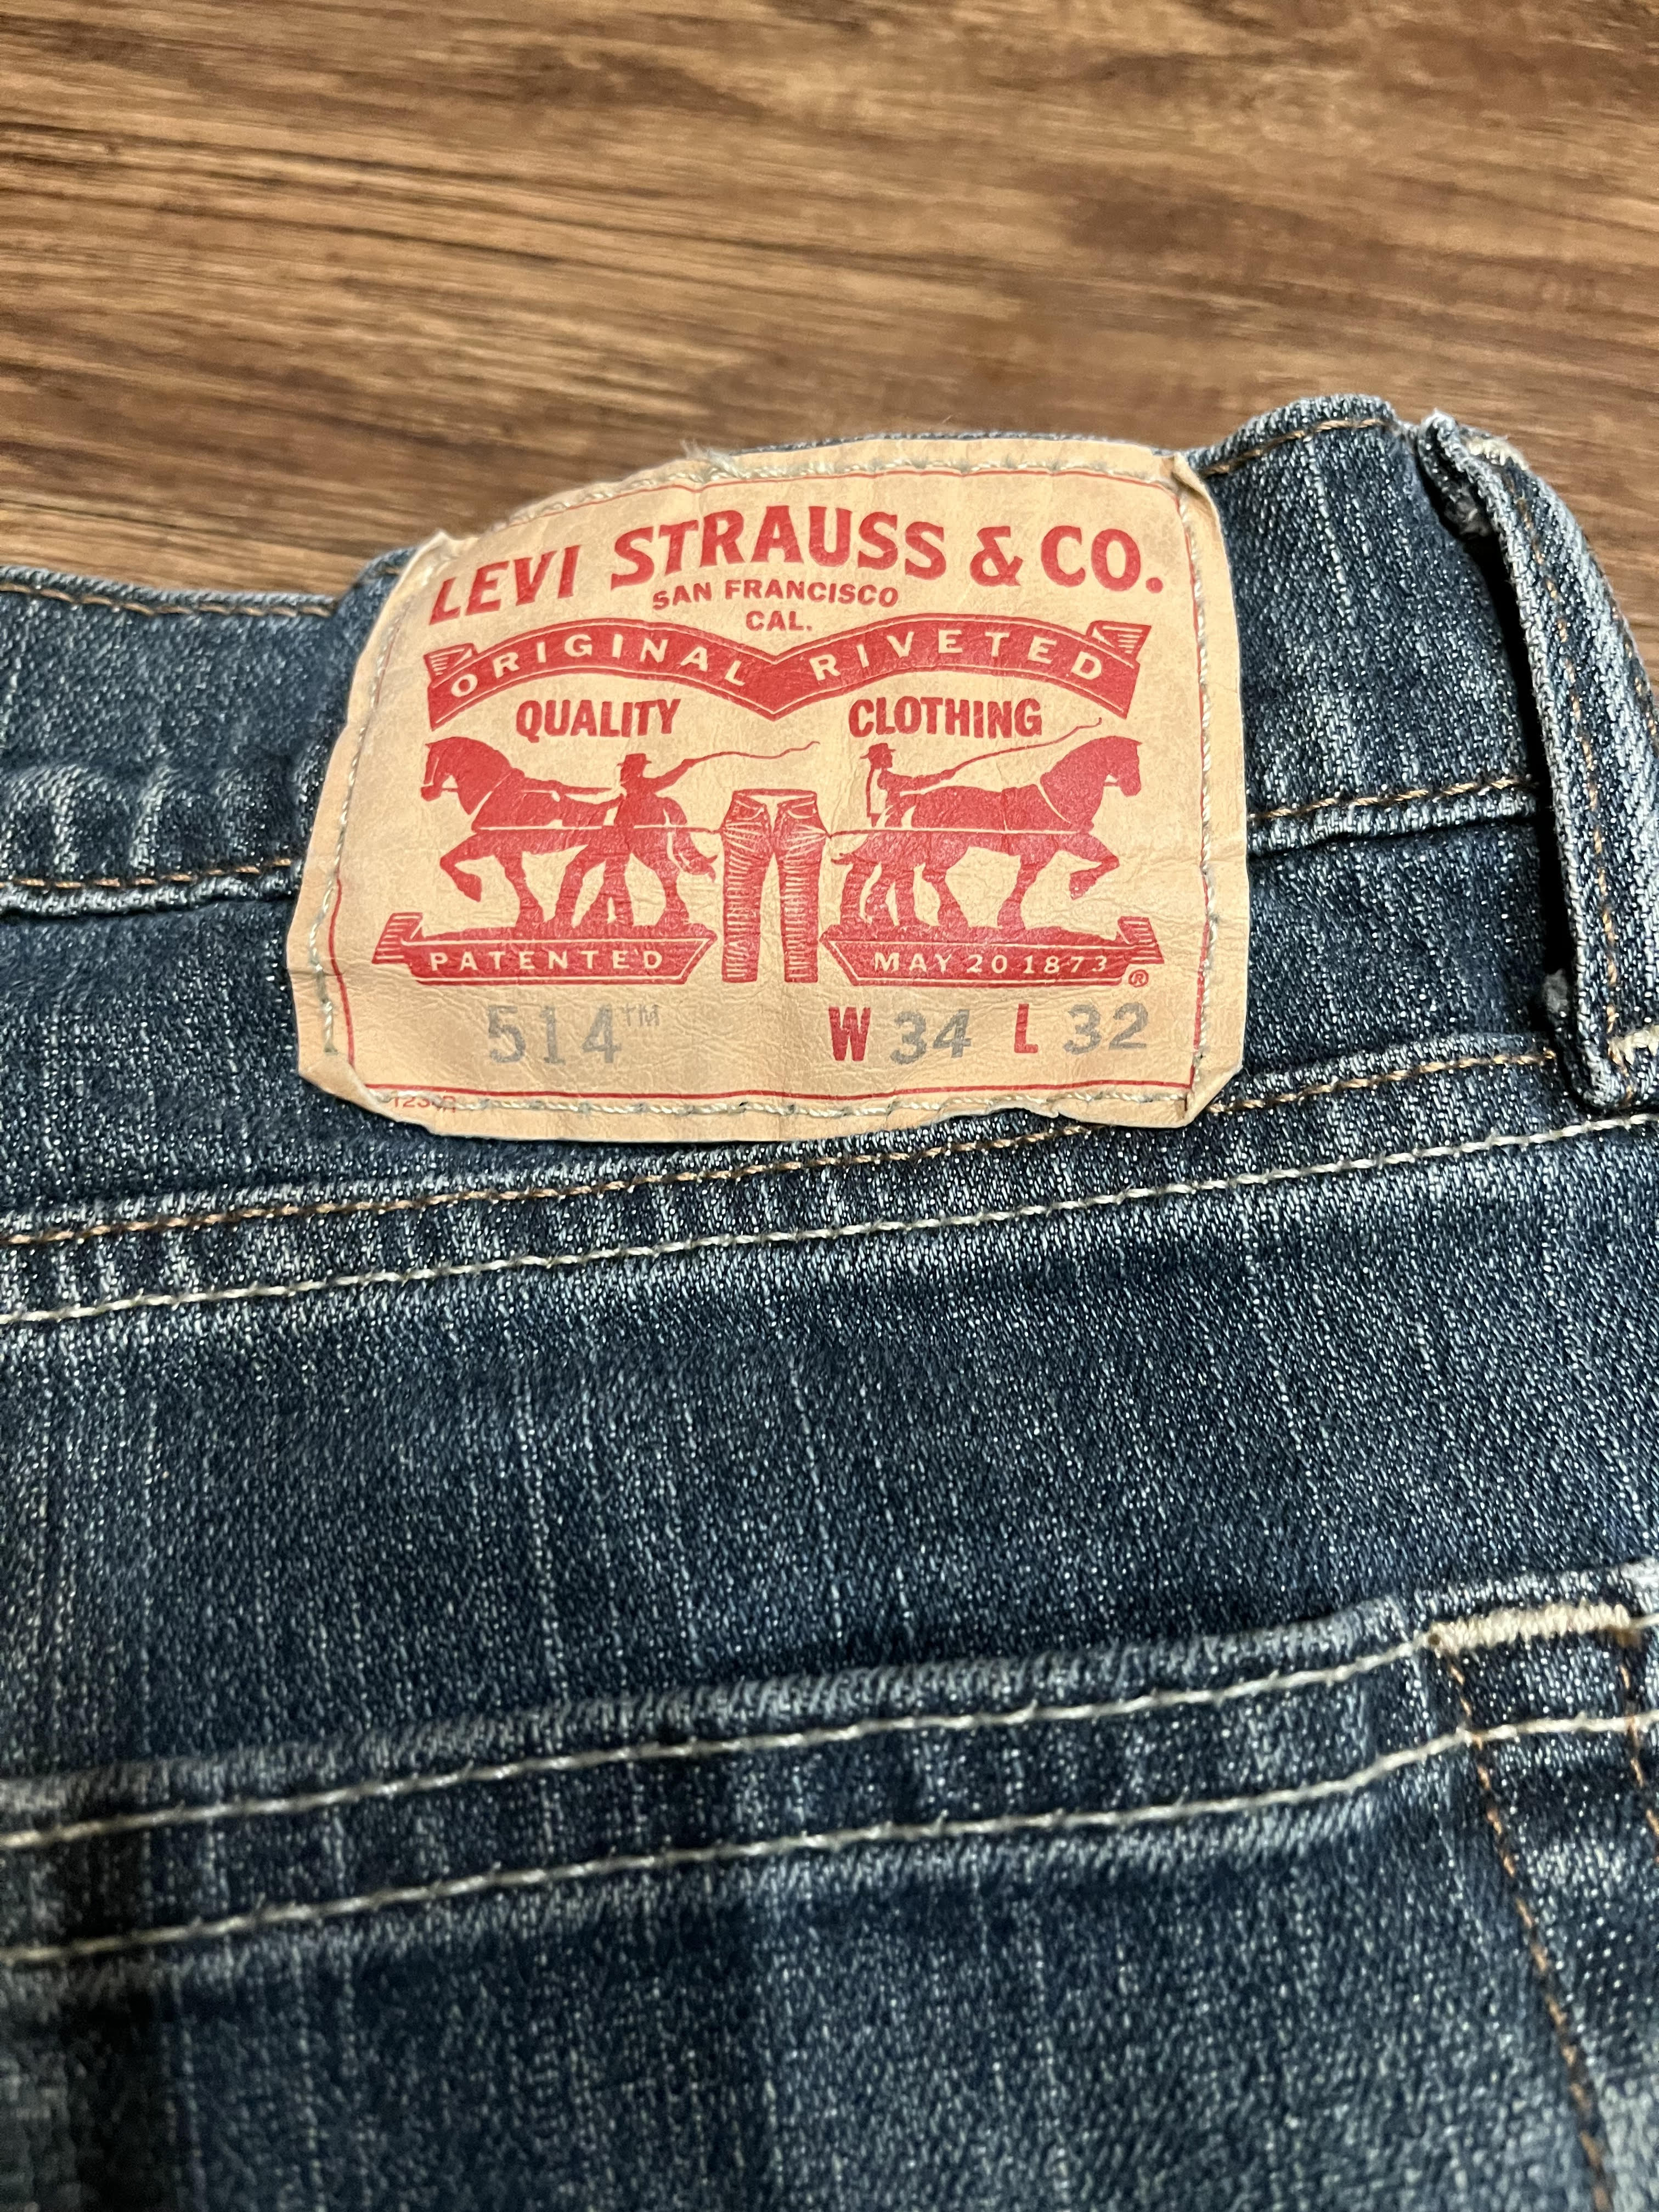 LEVI STRAUSS & CO.
SAN FRANCISCO
CAL.
ORIGINAL RIVETED
QUALITY CLOTHING
PATENTED MAY 20 1873 ®
514™ W 34 L 32